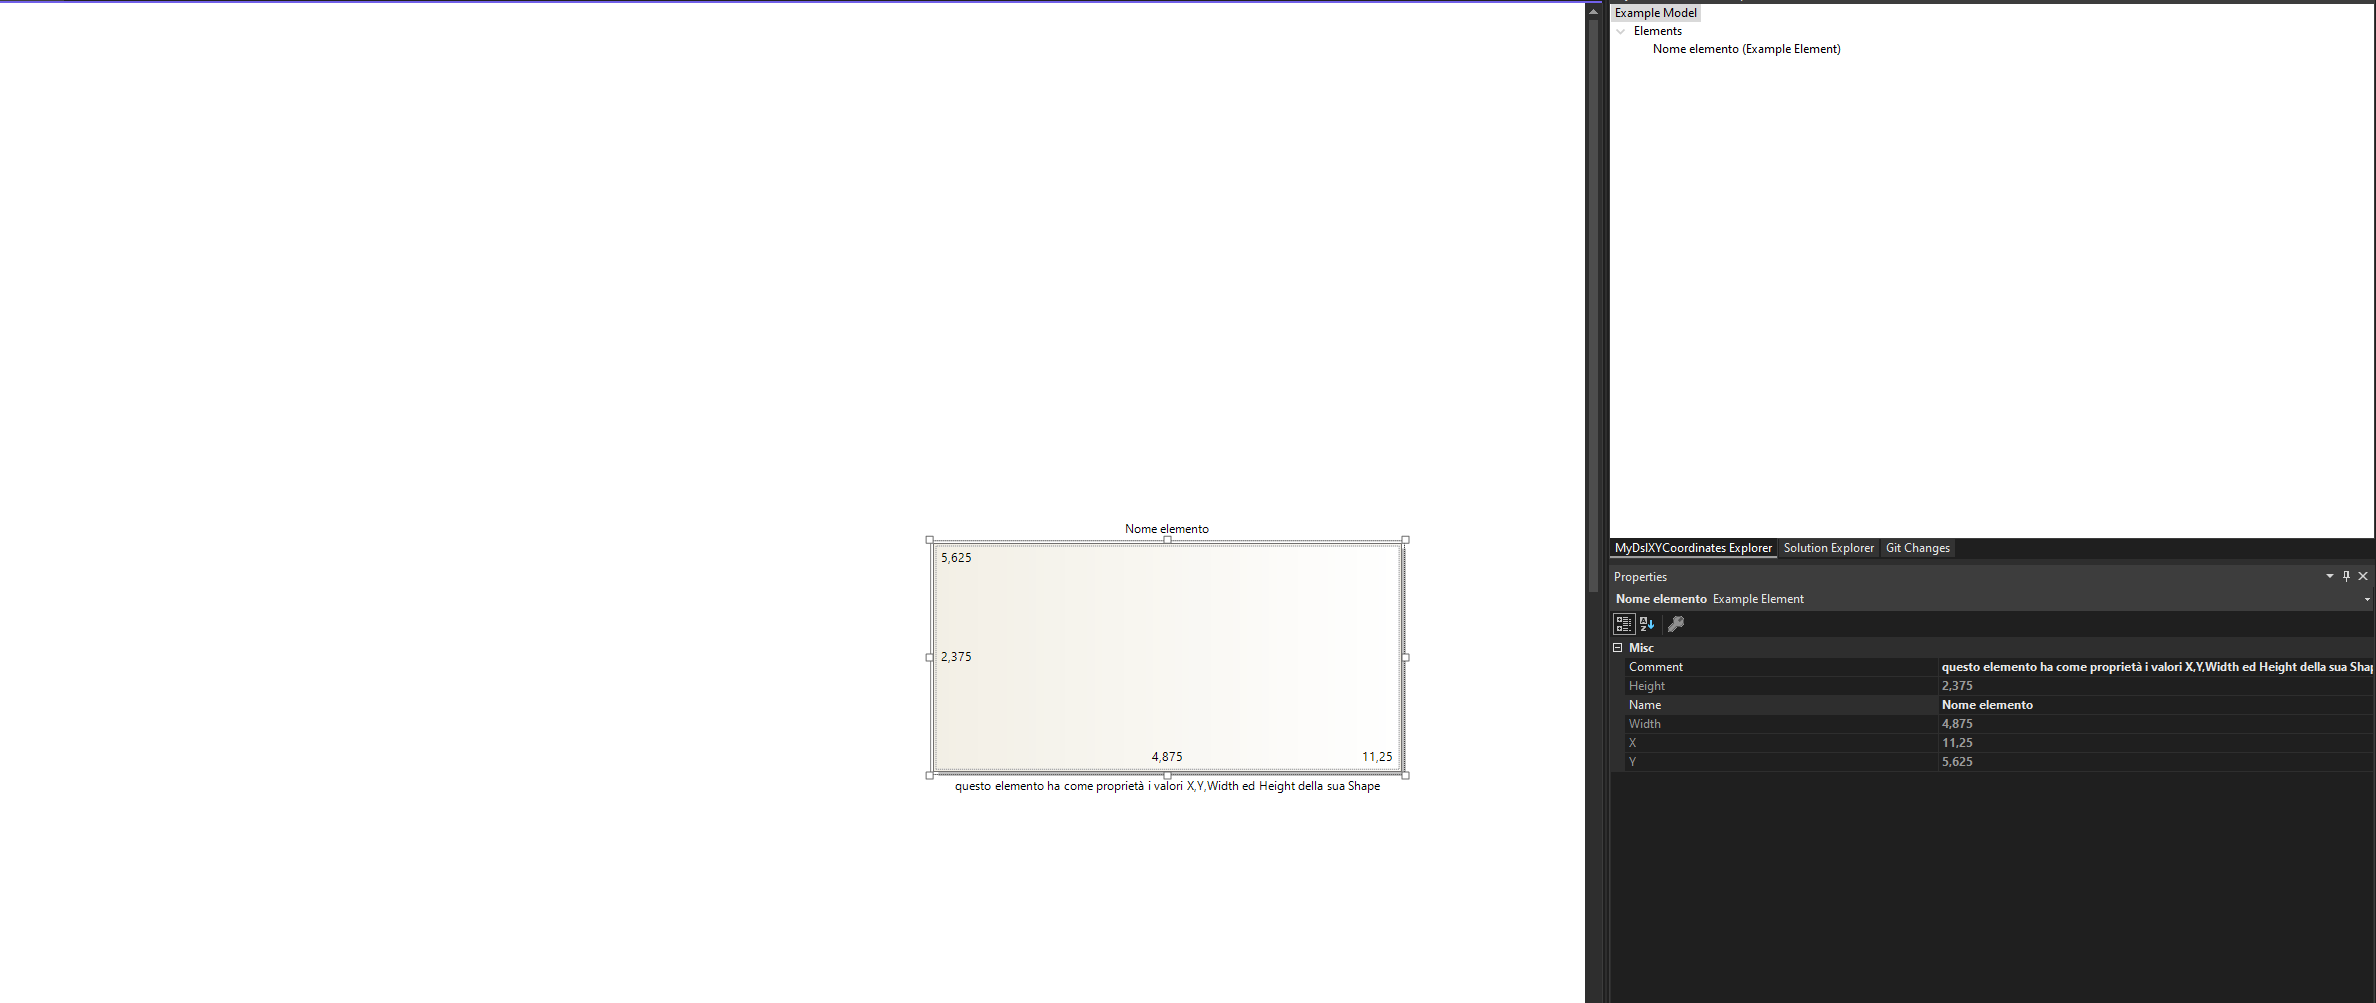 Nome elemento
5,625
2,375
4,875 11,25
questo elemento ha come proprietà i valori X,Y,Width ed Height della sua Shape
Example Model
Elements
Nome elemento (Example Element)
MyDslXYCoordinates Explorer Solution Explorer Git Changes
Properties
Nome elemento Example Element
Misc
Comment questo elemento ha come proprietà i valori X,Y,Width ed Height della sua Shap
Height 2,375
Name Nome elemento
Width 4,875
X 11,25
Y 5,625